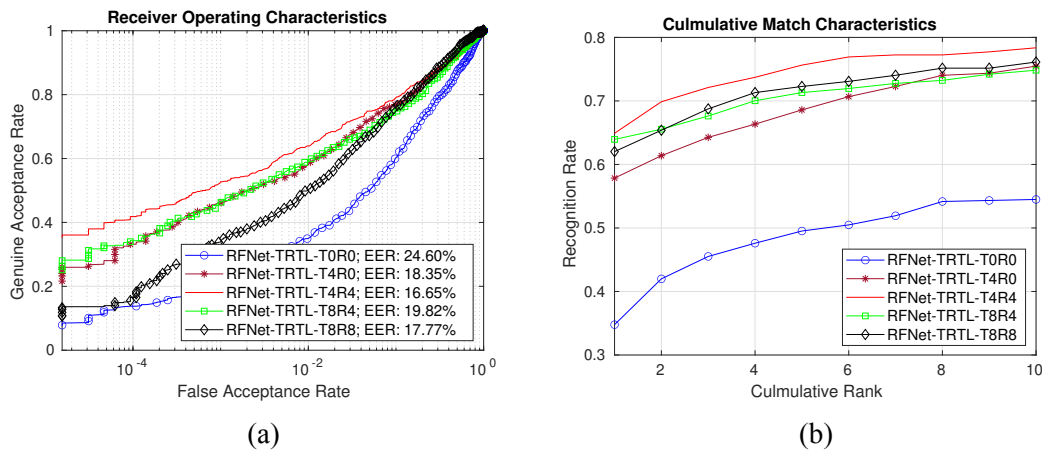 Receiver Operating Characteristics
Genuine Acceptance Rate
1
0.8
0.6
0.4
0.2
0
RFNet-TRTL-T0R0; EER: 24.60%
RFNet-TRTL-T4R0; EER: 18.35%
RFNet-TRTL-T4R4; EER: 16.65%
RFNet-TRTL-T8R4; EER: 19.82%
RFNet-TRTL-T8R8; EER: 17.77%
10^-4 10^-2 10^0
False Acceptance Rate
(a)
Culmulative Match Characteristics
Recognition Rate
0.8
0.7
0.6
0.5
0.4
0.3
RFNet-TRTL-T0R0
RFNet-TRTL-T4R0
RFNet-TRTL-T4R4
RFNet-TRTL-T8R4
RFNet-TRTL-T8R8
2 4 6 8 10
Culmulative Rank
(b)